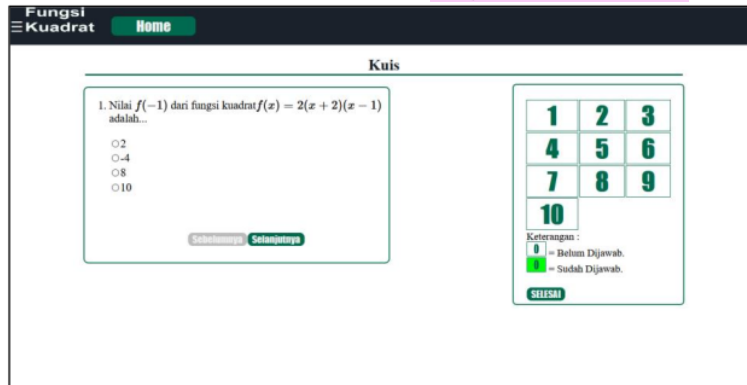 Fungsi
Kuadrat
Home
Kuis
1. Nilai f(−1) dari fungsi kuadratf(x) = 2(x + 2)(x − 1)
adalah...
2
-4
8
10
Sebelumnya Selanjutnya
1 2 3
4 5 6
7 8 9
10
Keterangan :
0 = Belum Dijawab.
0 = Sudah Dijawab.
SELESAI